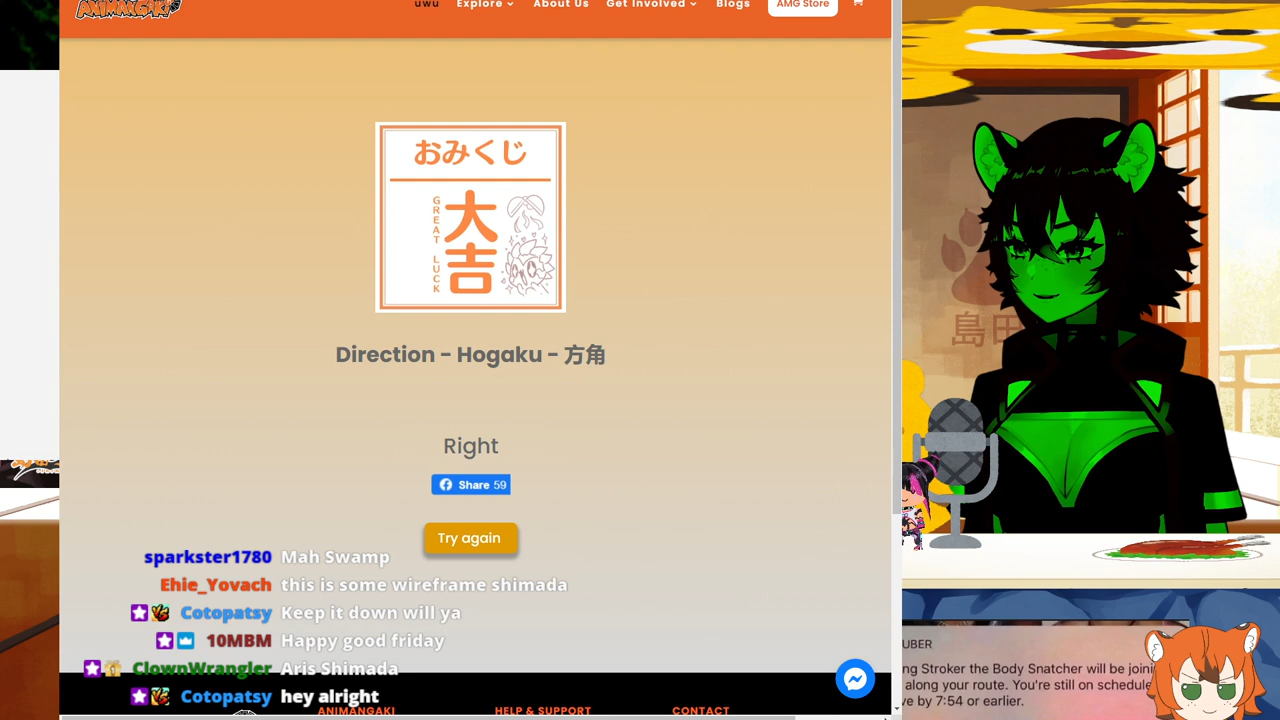 ANIMANGAKI
uwu Explore About Us Get Involved Blogs AMG Store
おみくじ
GREAT LUCK
大吉
Direction - Hogaku - 方角
Right
Share 59
Try again
sparkster1780 Mah Swamp
Ehie_Yovach this is some wireframe shimada
Cotopatsy Keep it down will ya
10MBM Happy good friday
ClownWrangler Aris Shimada
Cotopatsy hey alright
ANIMANGAKI HELP & SUPPORT CONTACT
島田
UBER
ng Stroker the Body Snatcher will be joini
along your route. You're still on schedule
ve by 7:54 or earlier.